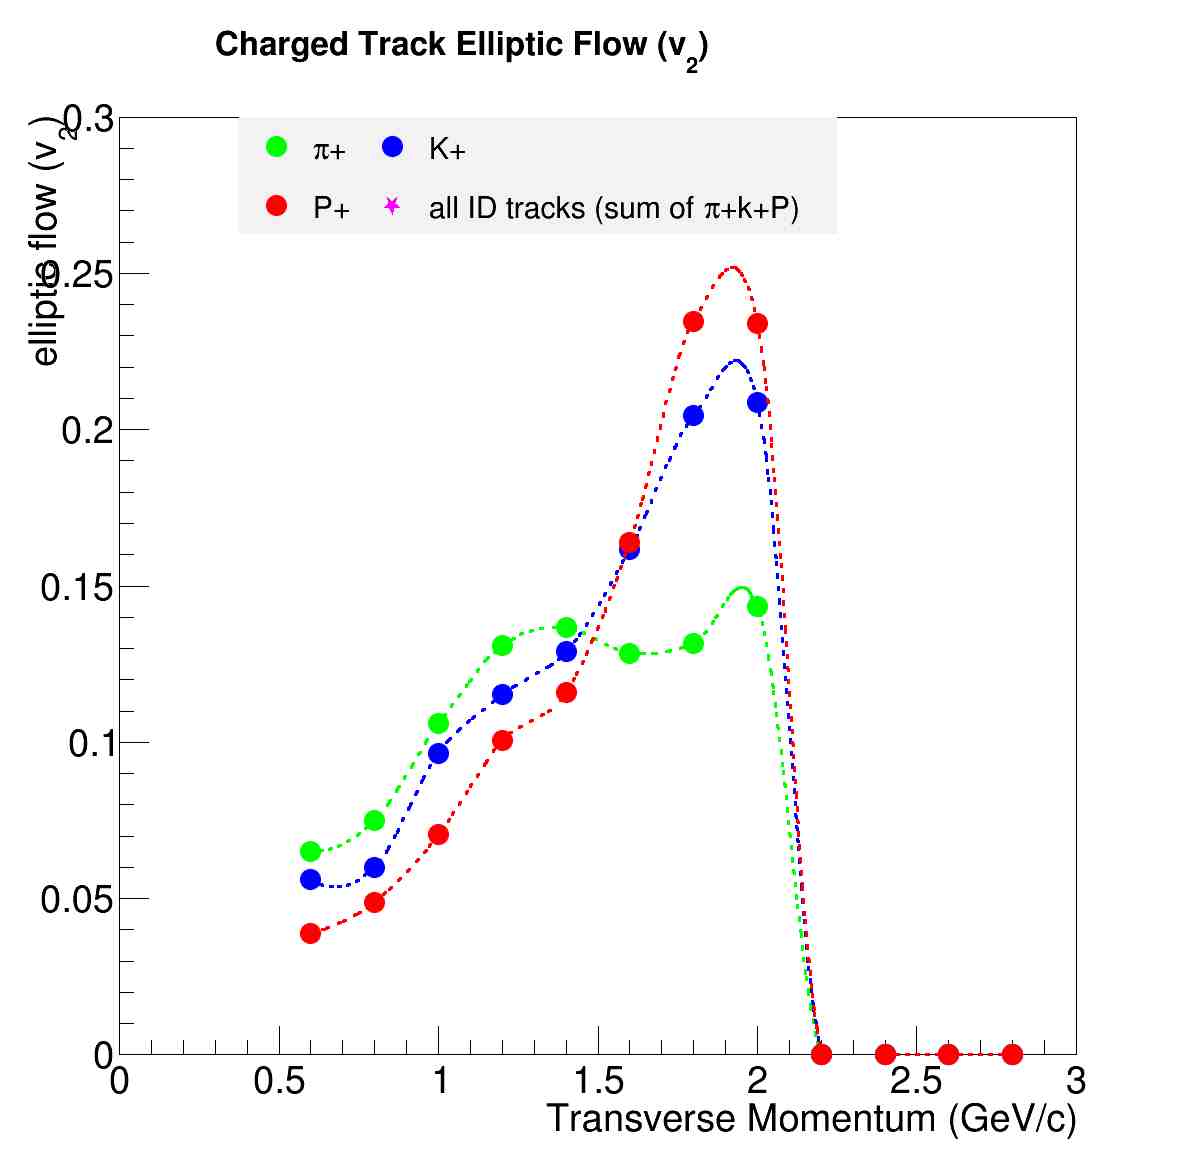 Charged Track Elliptic Flow (v2)
elliptic flow (v2)
π+ K+
P+ all ID tracks (sum of π+k+P)
0.3
0.25
0.2
0.15
0.1
0.05
0
0 0.5 1 1.5 2 2.5 3
Transverse Momentum (GeV/c)